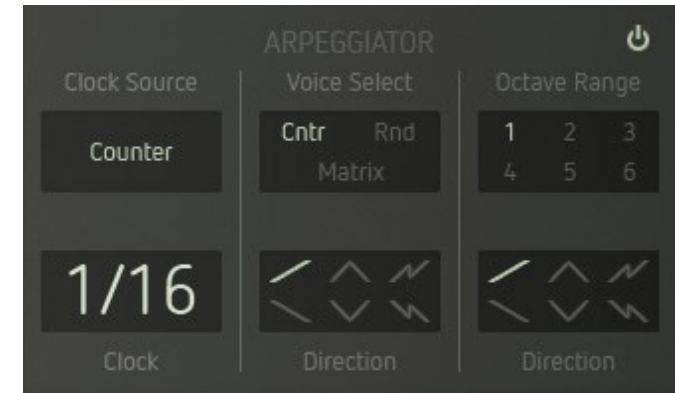 ARPEGGIATOR
Clock Source
Voice Select
Octave Range
Counter
Cntr Rnd
Matrix
1 2 3
4 5 6
1/16
Clock
Direction
Direction